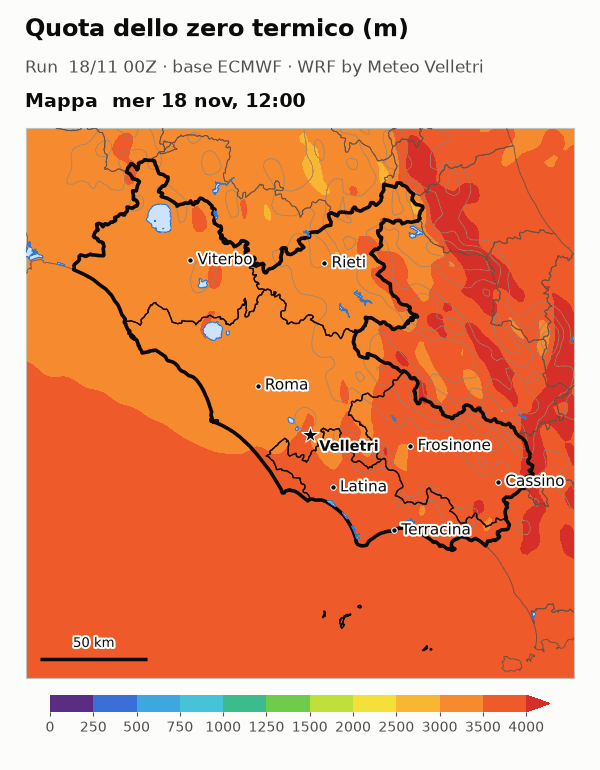 Quota dello zero termico (m)
Run  18/11 00Z · base ECMWF · WRF by Meteo Velletri
Mappa  mer 18 nov, 12:00
Viterbo
Rieti
Roma
Velletri
Frosinone
Cassino
Latina
Terracina
50 km
0 250 500 750 1000 1250 1500 2000 2500 3000 3500 4000